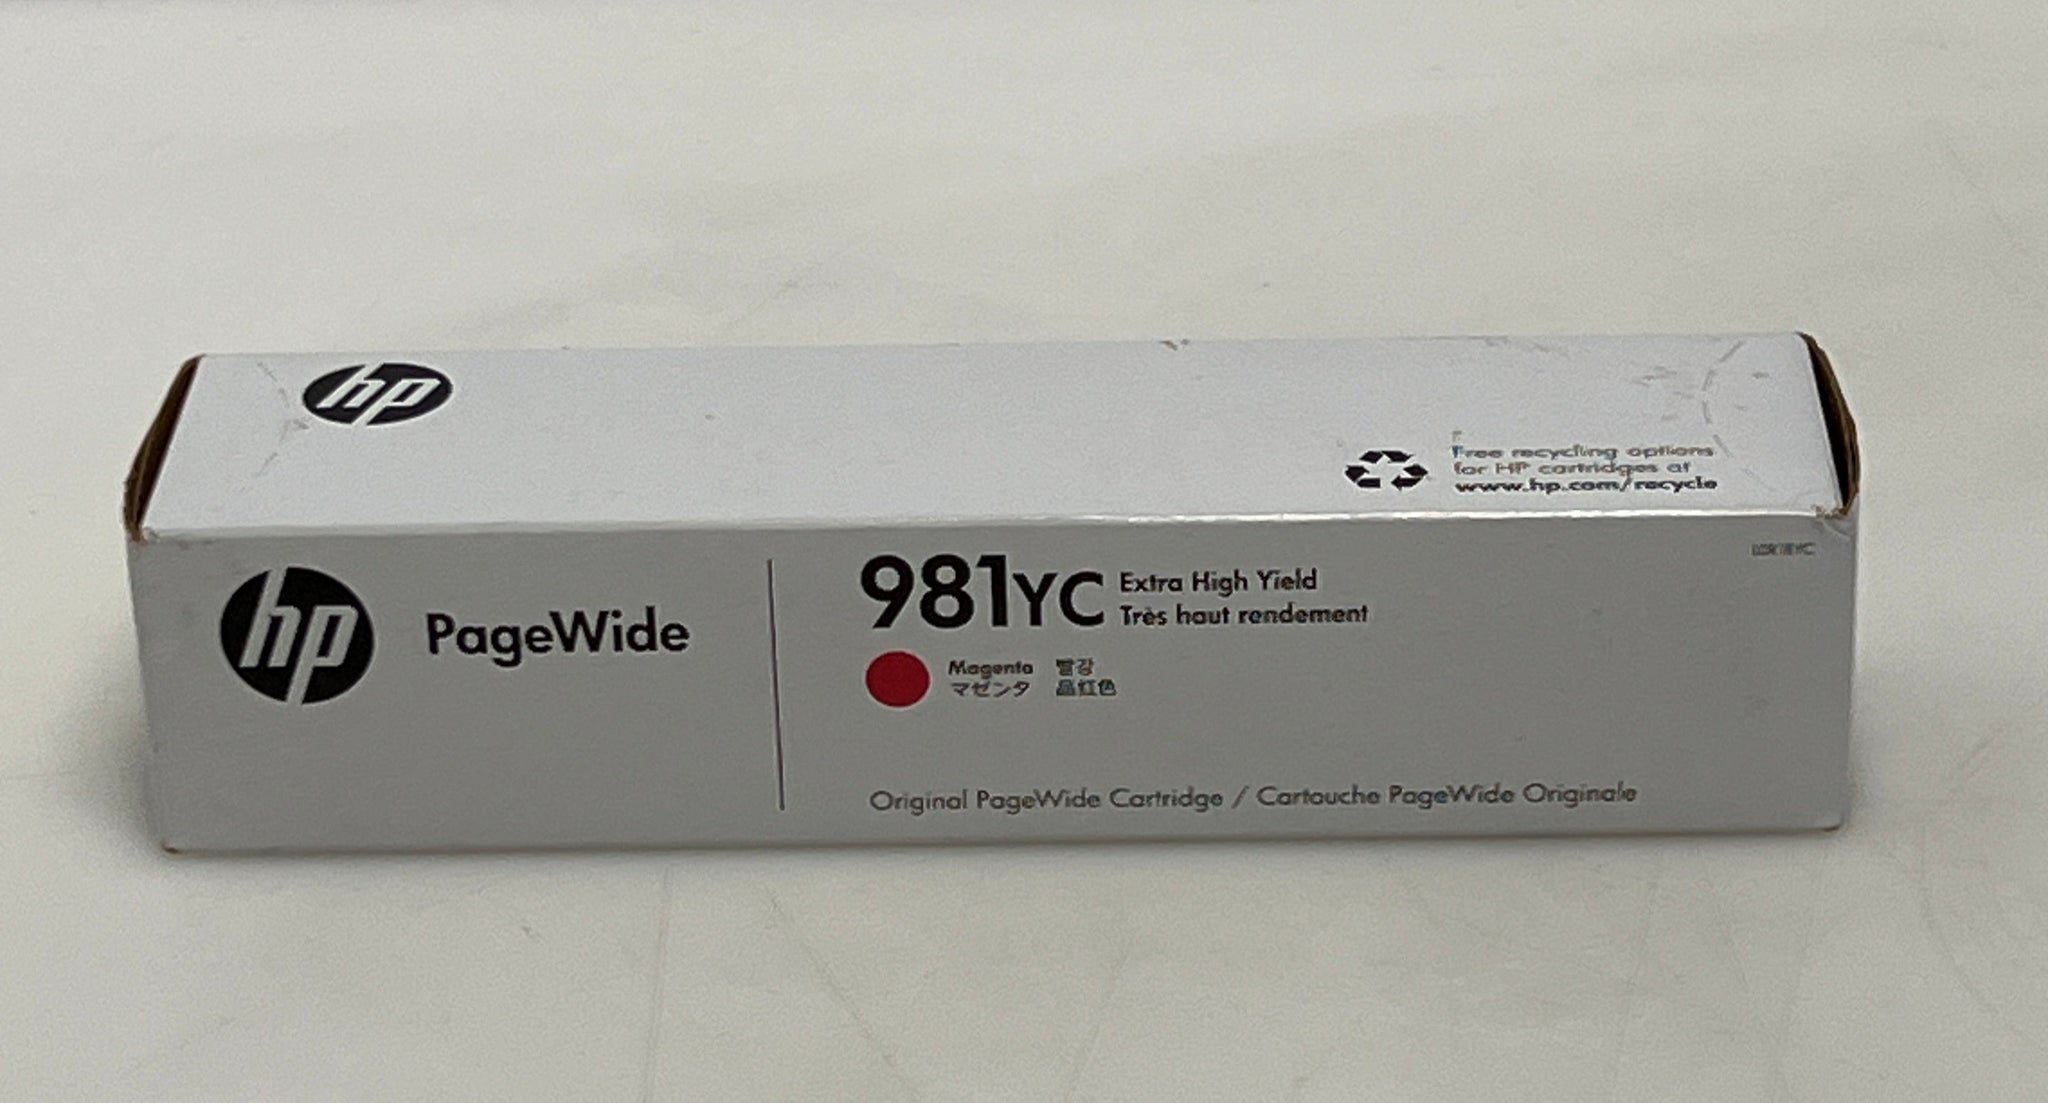 hp
Free recycling options
for HP cartridges at
www.hp.com/recycle
hp
PageWide
981YC Extra High Yield
Très haut rendement
Magenta 빨강
マゼンタ 品紅色
Original PageWide Cartridge / Cartouche PageWide Originale